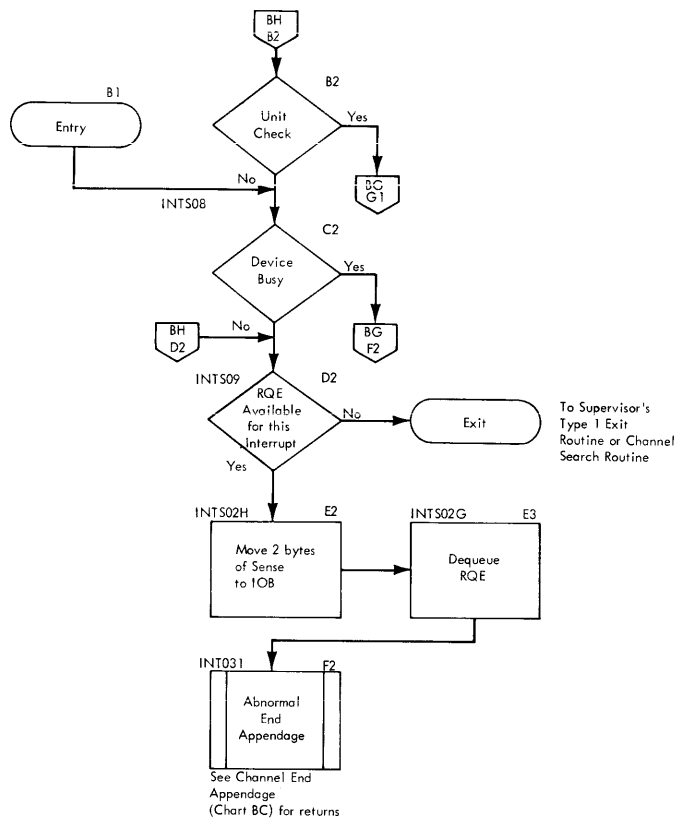 BH
B2
B2
B1
Unit
Check
Yes
Entry
No
BG
G1
INTS08
C2
Device
Busy
Yes
BH
D2
No
BG
F2
INTS09
D2
RQE
Available
for this
Interrupt
No
Exit
To Supervisor's
Type 1 Exit
Routine or Channel
Search Routine
Yes
INTS02H
E2
INTS02G
E3
Move 2 bytes
of Sense
to IOB
Dequeue
RQE
INT031
F2
Abnormal
End
Appendage
See Channel End
Appendage
(Chart BC) for returns